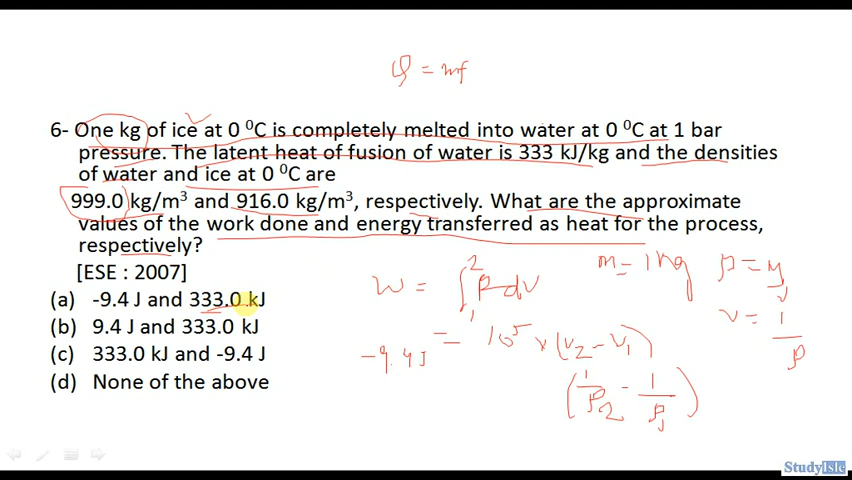 Q = mf
6- One kg of ice at 0 ⁰C is completely melted into water at 0 ⁰C at 1 bar
pressure. The latent heat of fusion of water is 333 kJ/kg and the densities
of water and ice at 0 ⁰C are
999.0 kg/m³ and 916.0 kg/m³, respectively. What are the approximate
values of the work done and energy transferred as heat for the process,
respectively?
[ESE : 2007]
(a) -9.4 J and 333.0 kJ
(b) 9.4 J and 333.0 kJ
(c) 333.0 kJ and -9.4 J
(d) None of the above
W = ∫₁² P dv
m = 1 kg
v = 1/ρ
= 10⁵ × (v₂ - v₁)
-9.4 J
(1/ρ₂ - 1/ρ₁)
StudyIsle